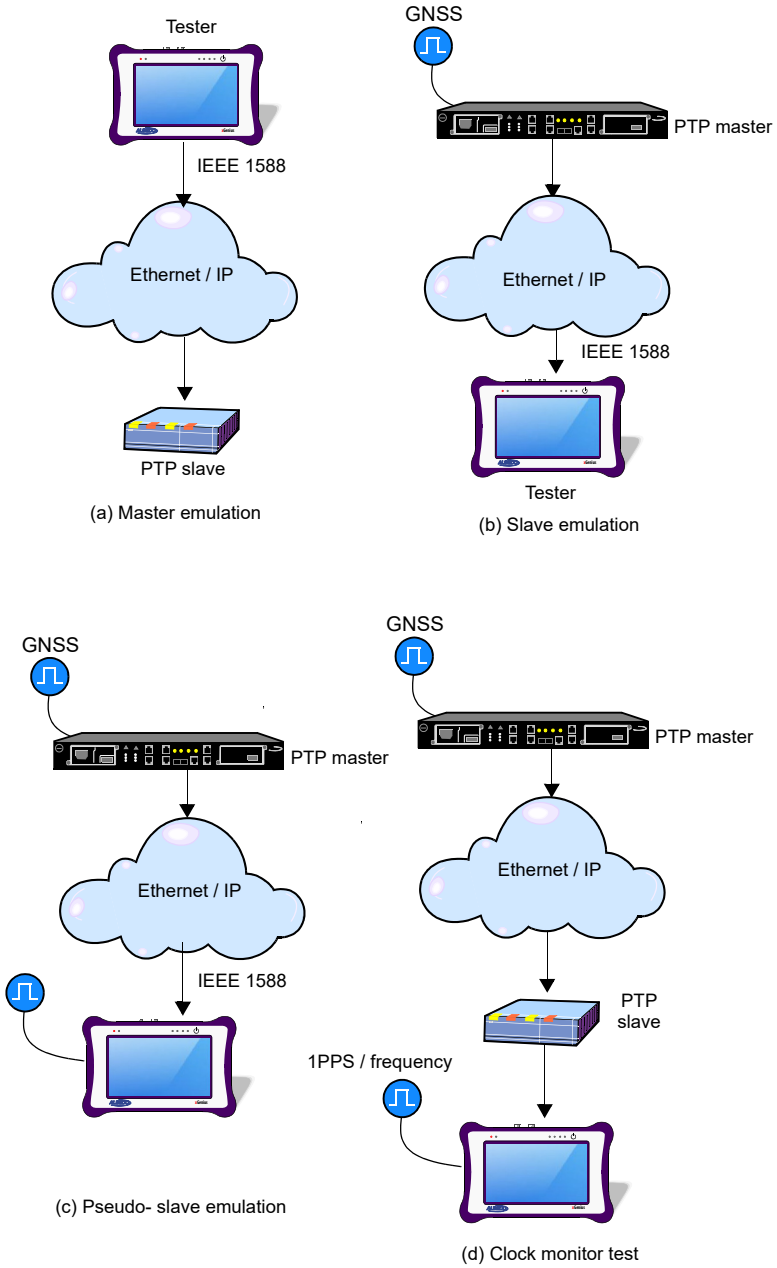 Tester
IEEE 1588
Ethernet / IP
PTP slave
(a) Master emulation
GNSS
PTP master
Ethernet / IP
IEEE 1588
Tester
(b) Slave emulation
GNSS
PTP master
Ethernet / IP
IEEE 1588
(c) Pseudo- slave emulation
GNSS
PTP master
Ethernet / IP
PTP
slave
1PPS / frequency
(d) Clock monitor test